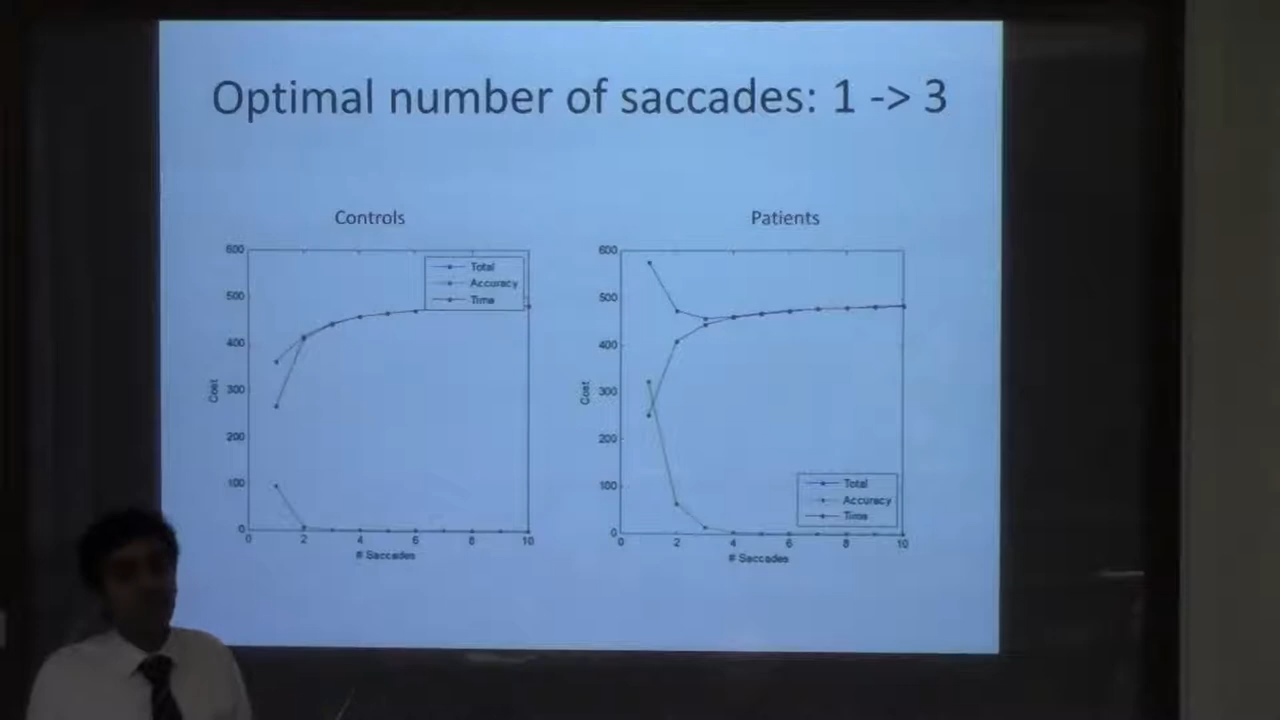 Optimal number of saccades: 1 -> 3
Controls
600
500
400
300
200
100
0
Cost
0 2 4 6 8 10
# Saccades
Total
Accuracy
Time
Patients
600
500
400
300
200
100
0
Cost
0 2 4 6 8 10
# Saccades
Total
Accuracy
Time